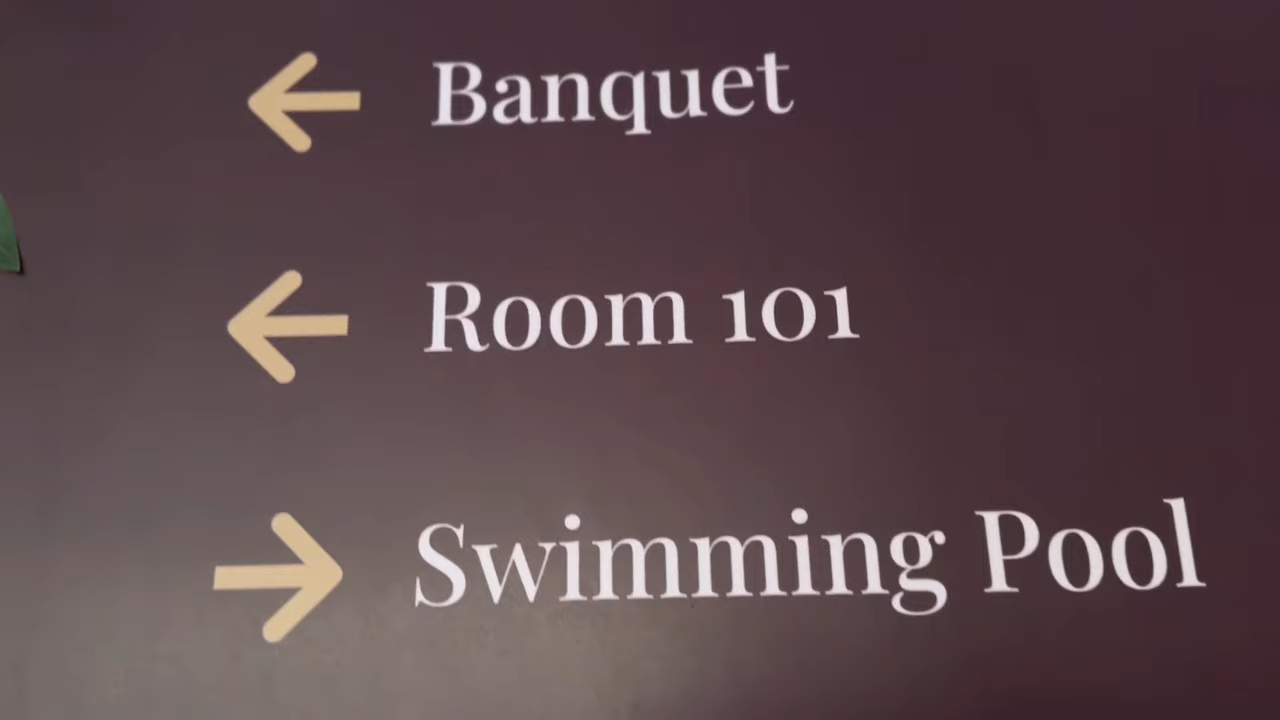 ← Banquet
← Room 101
→ Swimming Pool